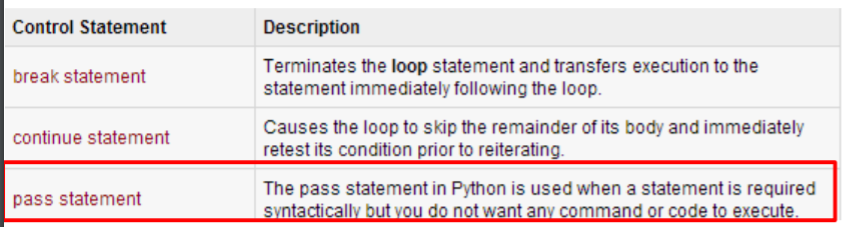 Control Statement Description
break statement Terminates the loop statement and transfers execution to the
statement immediately following the loop.
continue statement Causes the loop to skip the remainder of its body and immediately
retest its condition prior to reiterating.
pass statement The pass statement in Python is used when a statement is required
syntactically but you do not want any command or code to execute.